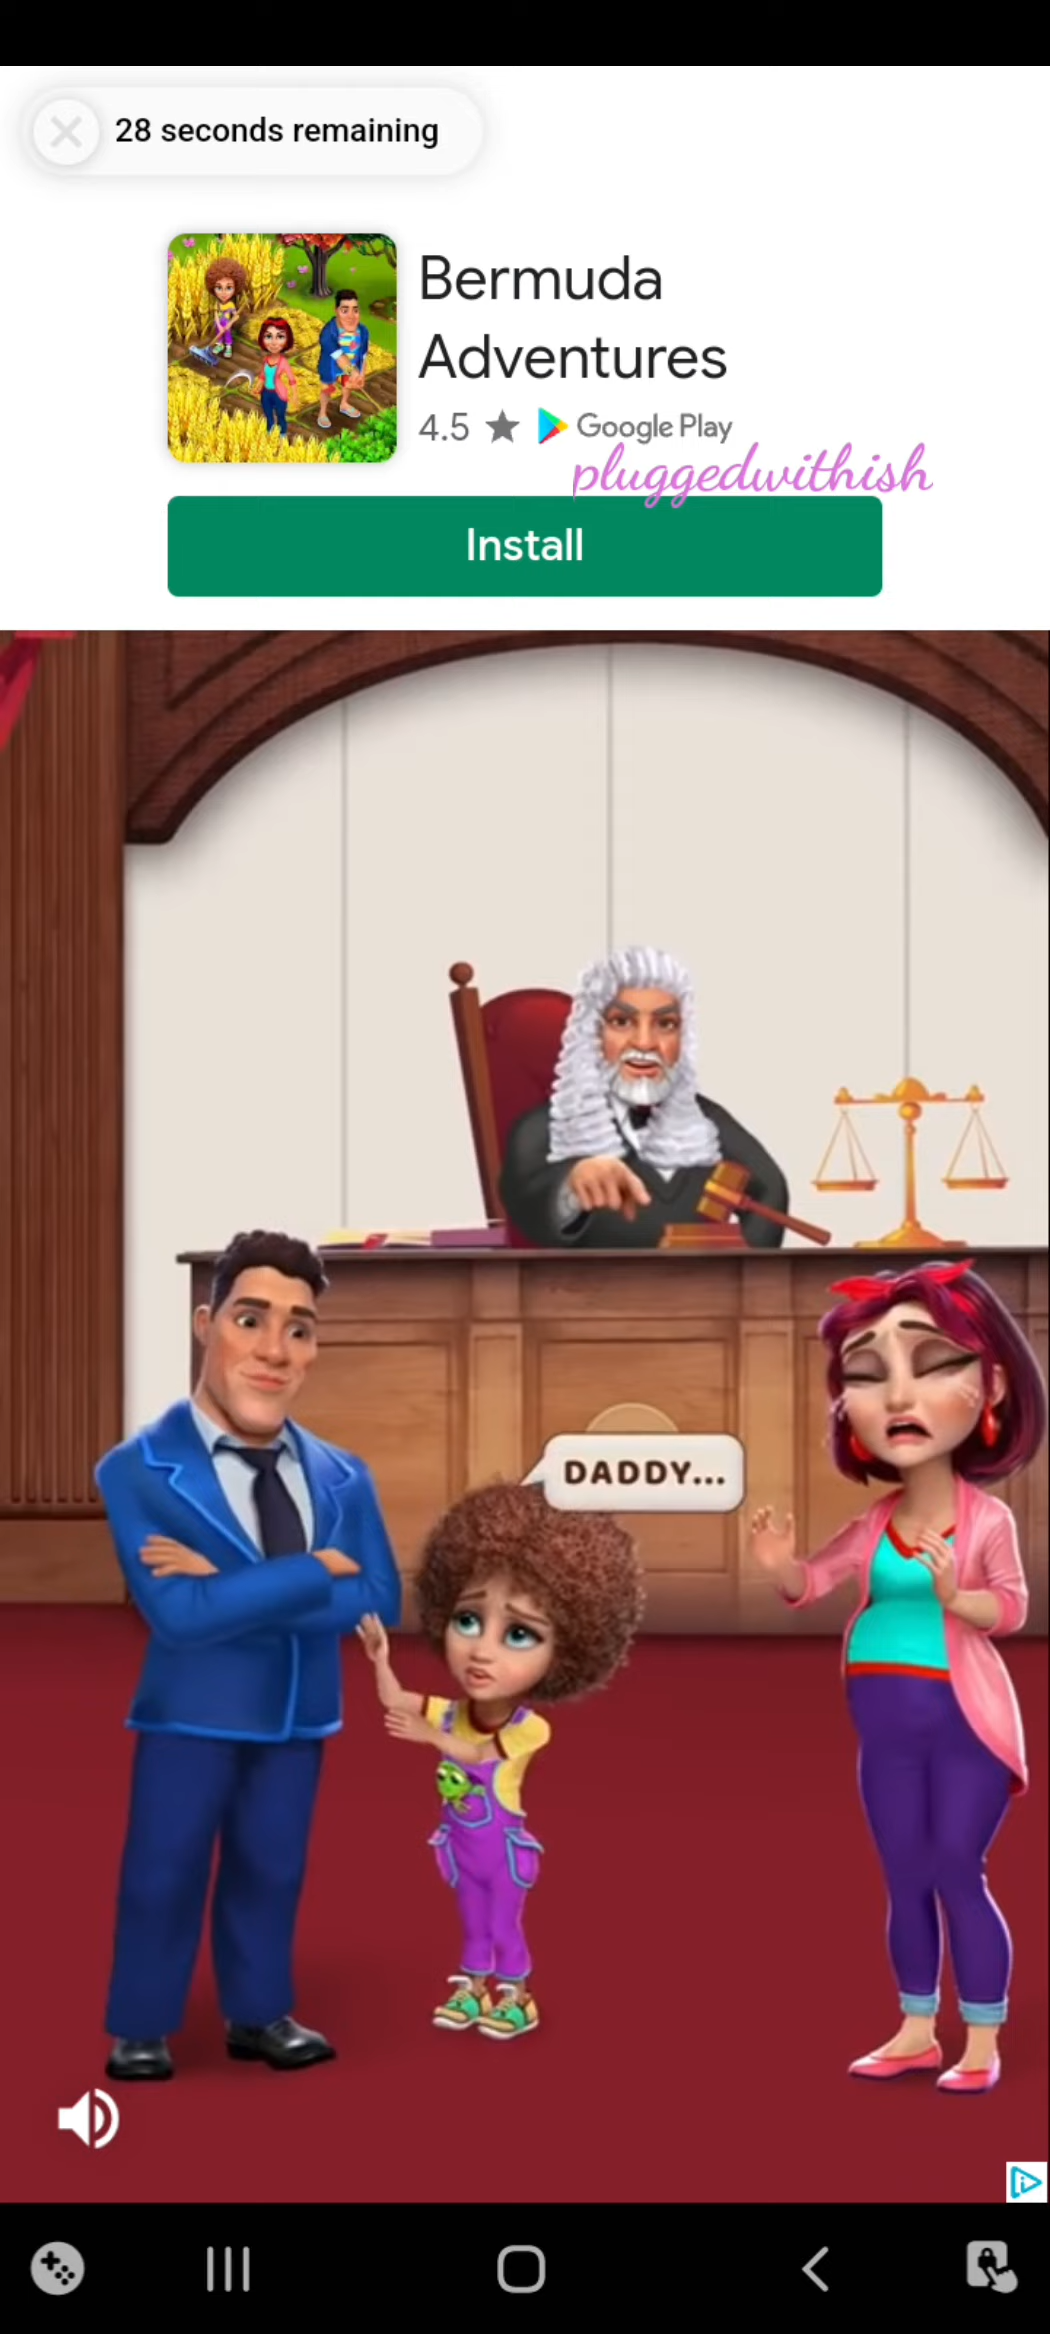 28 seconds remaining
Bermuda
Adventures
4.5 ★ Google Play
pluggedwithish
Install
DADDY...